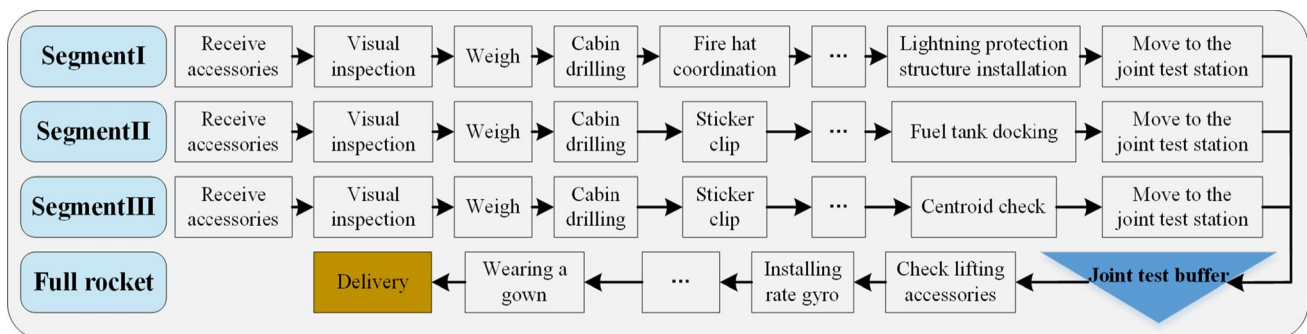 SegmentI
Receive
accessories
Visual
inspection
Weigh
Cabin
drilling
Fire hat
coordination
...
Lightning protection
structure installation
Move to the
joint test station
SegmentII
Receive
accessories
Visual
inspection
Weigh
Cabin
drilling
Sticker
clip
...
Fuel tank docking
Move to the
joint test station
SegmentIII
Receive
accessories
Visual
inspection
Weigh
Cabin
drilling
Sticker
clip
...
Centroid check
Move to the
joint test station
Full rocket
Delivery
Wearing a
gown
...
Installing
rate gyro
Check lifting
accessories
Joint test buffer